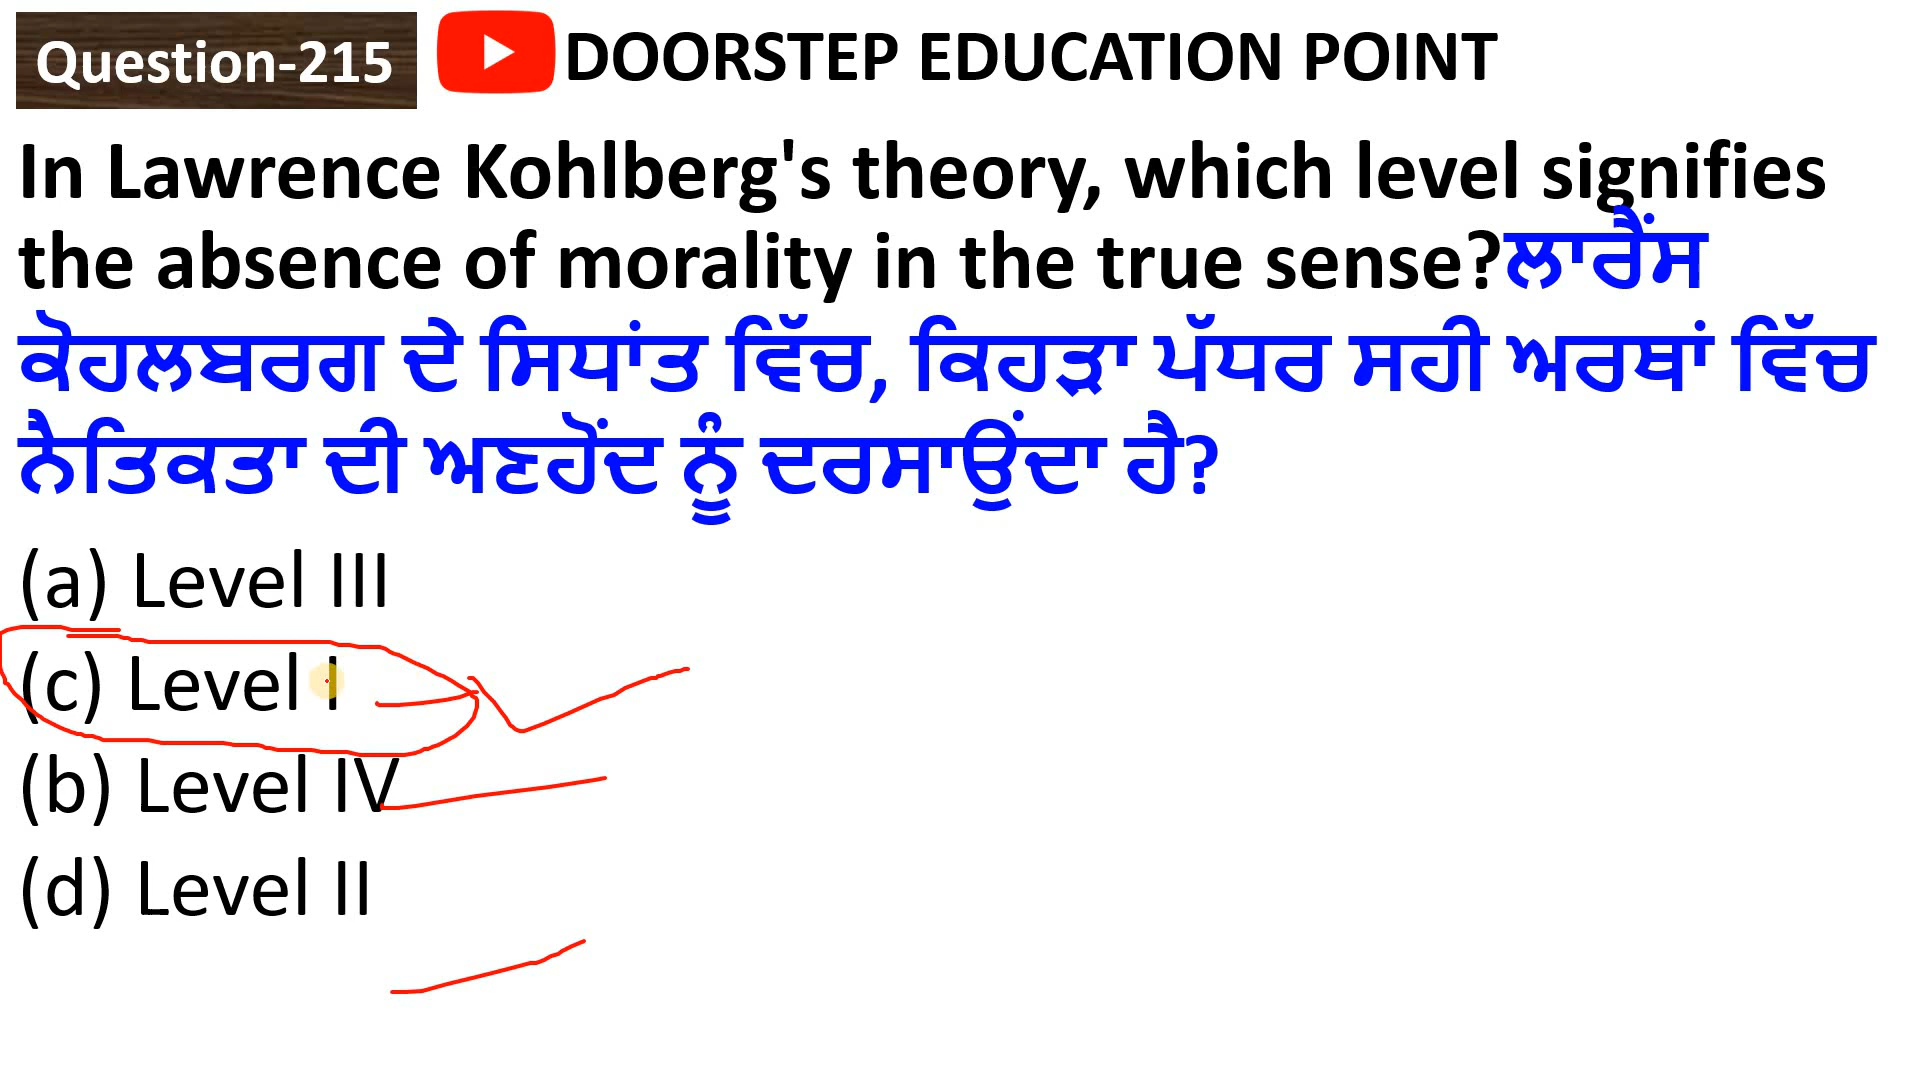 Question-215
DOORSTEP EDUCATION POINT
In Lawrence Kohlberg's theory, which level signifies
the absence of morality in the true sense?ਲਾਰੈਂਸ
ਕੋਹਲਬਰਗ ਦੇ ਸਿਧਾਂਤ ਵਿੱਚ, ਕਿਹੜਾ ਪੱਧਰ ਸਹੀ ਅਰਥਾਂ ਵਿੱਚ
ਨੈਤਿਕਤਾ ਦੀ ਅਣਹੋਂਦ ਨੂੰ ਦਰਸਾਉਂਦਾ ਹੈ?
(a) Level III
(c) Level I
(b) Level IV
(d) Level II